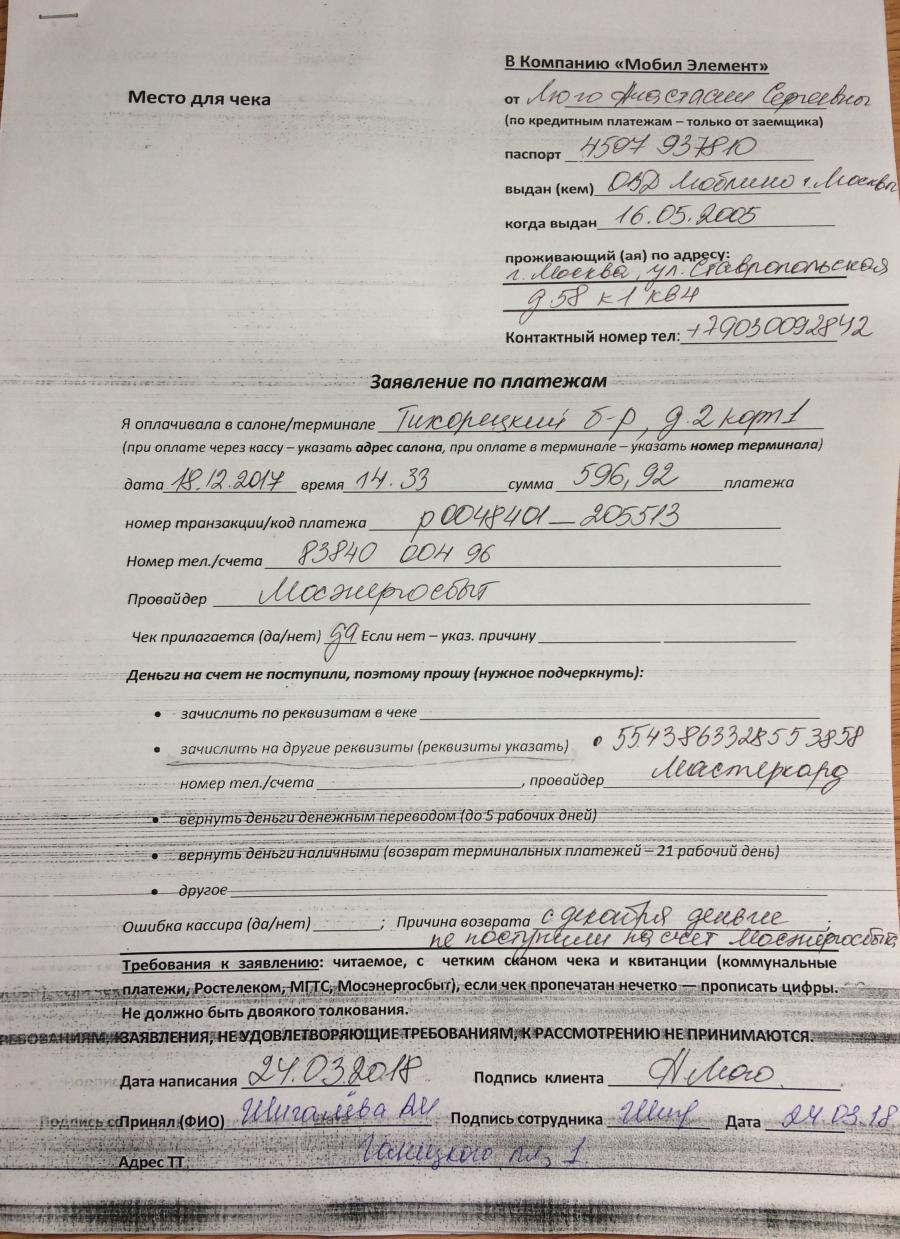 В Компанию «Мобил Элемент»
Место для чека
от Люго Анастасии Сергеевны
(по кредитным платежам – только от заемщика)
паспорт 4507 937810
выдан (кем) ОВД Люблино г. Москвы
когда выдан 16.05.2005
проживающий (ая) по адресу:
г. Москва, ул. Ставропольская
д 58 к 1 кв 4
Контактный номер тел: +79030092842
Заявление по платежам
Я оплачивала в салоне/терминале Тихорецкий б-р, д. 2 корп 1
(при оплате через кассу – указать адрес салона, при оплате в терминале – указать номер терминала)
дата 18.12.2017 время 14.33 сумма 596,92 платежа
номер транзакции/код платежа р0048401_205513
Номер тел./счета 83840 004 96
Провайдер Мосэнергосбыт
Чек прилагается (да/нет) да Если нет – указ. причину
Деньги на счет не поступили, поэтому прошу (нужное подчеркнуть):
• зачислить по реквизитам в чеке
• зачислить на другие реквизиты (реквизиты указать) • 5543863328553858
номер тел./счета , провайдер Мастеркард
• вернуть деньги денежным переводом (до 5 рабочих дней)
• вернуть деньги наличными (возврат терминальных платежей – 21 рабочий день)
• другое
Ошибка кассира (да/нет) ; Причина возврата с декабря деньги ;
не поступили на счет Мосэнергосбыта
Требования к заявлению: читаемое, с четким сканом чека и квитанции (коммунальные
платежи, Ростелеком, МГТС, Мосэнергосбыт), если чек пропечатан нечетко — прописать цифры.
Не должно быть двоякого толкования.
ЗАЯВЛЕНИЯ, НЕ УДОВЛЕТВОРЯЮЩИЕ ТРЕБОВАНИЯМ, К РАССМОТРЕНИЮ НЕ ПРИНИМАЮТСЯ.
Дата написания 24.03.2018 Подпись клиента АЛюго
Принял (ФИО) Шигалёва АИ Подпись сотрудника Шиг Дата 24.03.18
Адрес ТТ пл, 1